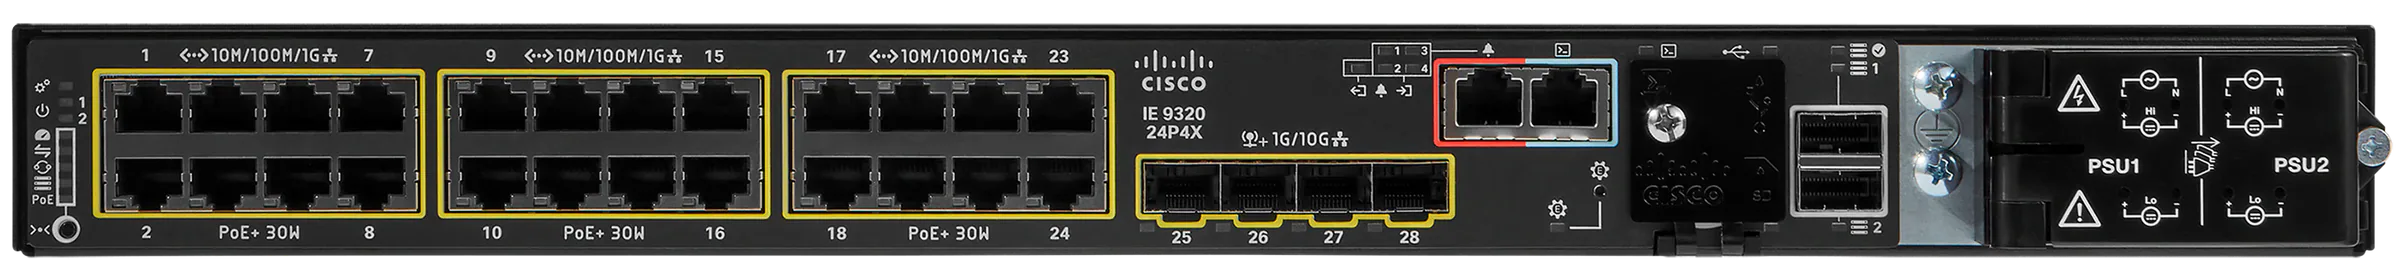 1 10M/100M/1G 7
9 10M/100M/1G 15
17 10M/100M/1G 23
1
2
PoE
2 PoE+ 30W 8
10 PoE+ 30W 16
18 PoE+ 30W 24
CISCO
IE 9320
24P4X
+ 1G/10G
25 26 27 28
1 3
2 4
E
E
CISCO
SD
1
2
L N
Hi
+ -
PSU1
Lo
+ -
L N
Hi
+ -
PSU2
Lo
+ -